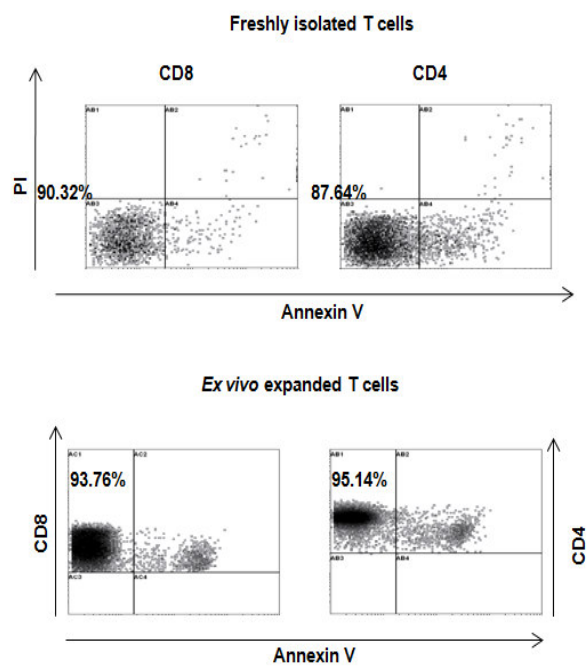 Freshly isolated T cells
CD8
CD4
PI
AB1
AB2
AB3
AB4
90.32%
AB1
AB2
AB3
AB4
87.64%
Annexin V
Ex vivo expanded T cells
CD8
AC1
AC2
93.76%
AC3
AC4
AB1
AB2
95.14%
AB3
AB4
CD4
Annexin V